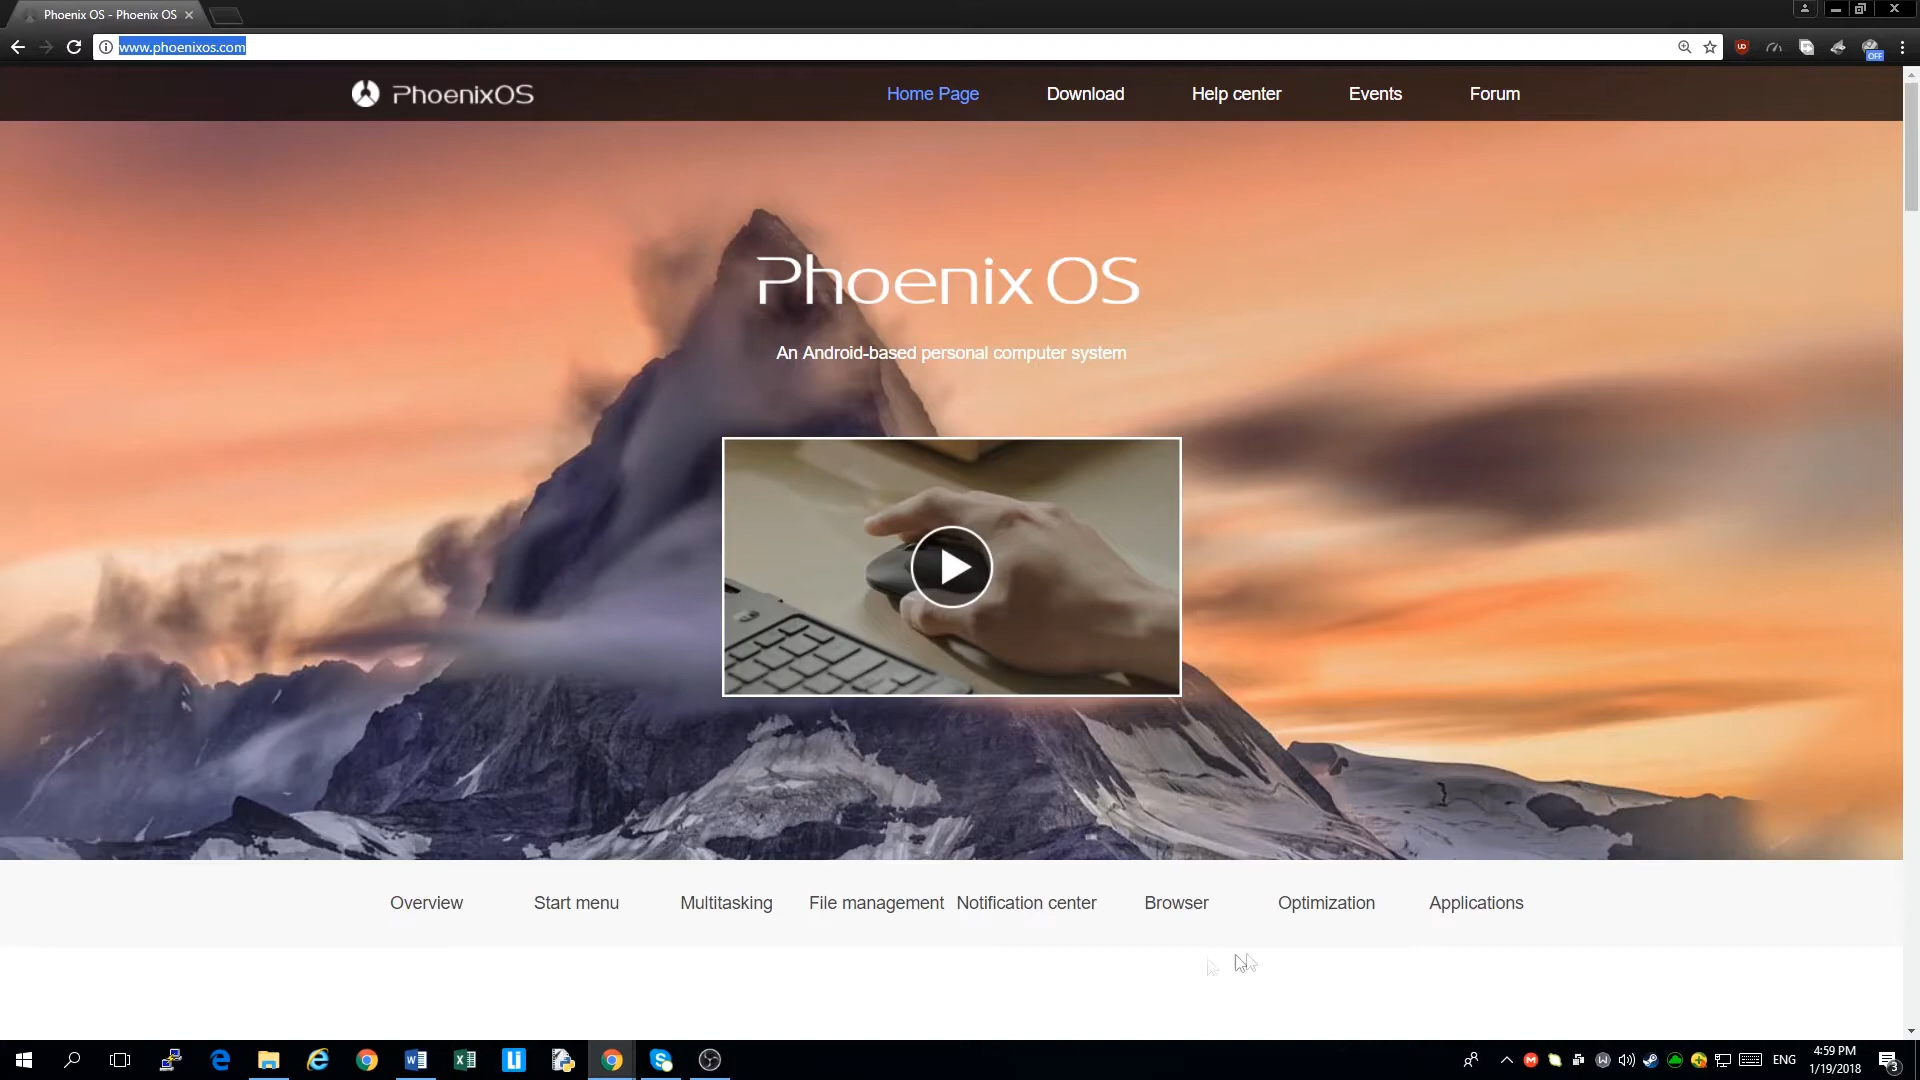 Phoenix OS - Phoenix OS
www.phoenixos.com
OFF
PhoenixOS
Home Page
Download
Help center
Events
Forum
Phoenix OS
An Android-based personal computer system
Overview
Start menu
Multitasking
File management
Notification center
Browser
Optimization
Applications
ENG
4:59 PM
1/19/2018
3